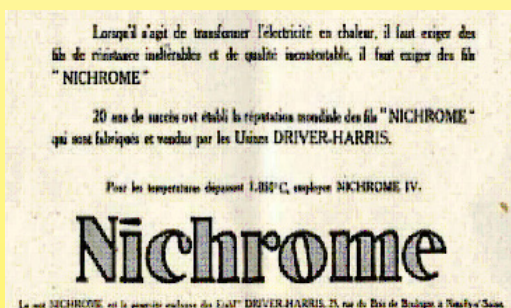 Lorsqu'il s'agit de transformer l'électricité en chaleur, il faut exiger des
fils de résistance inaltérables et de qualité incontestable, il faut exiger des fils
"NICHROME"
20 ans de succès ont établi la réputation mondiale des fils "NICHROME"
qui sont fabriqués et vendus par les Usines DRIVER-HARRIS.
Pour les temperatures dépassant 1.050°C, employer NICHROME IV.
Nichrome
Le mot NICHROME est la propriété exclusive des Etabts DRIVER-HARRIS, rue du Bois de Boulogne à Neuilly-s/-Seine.